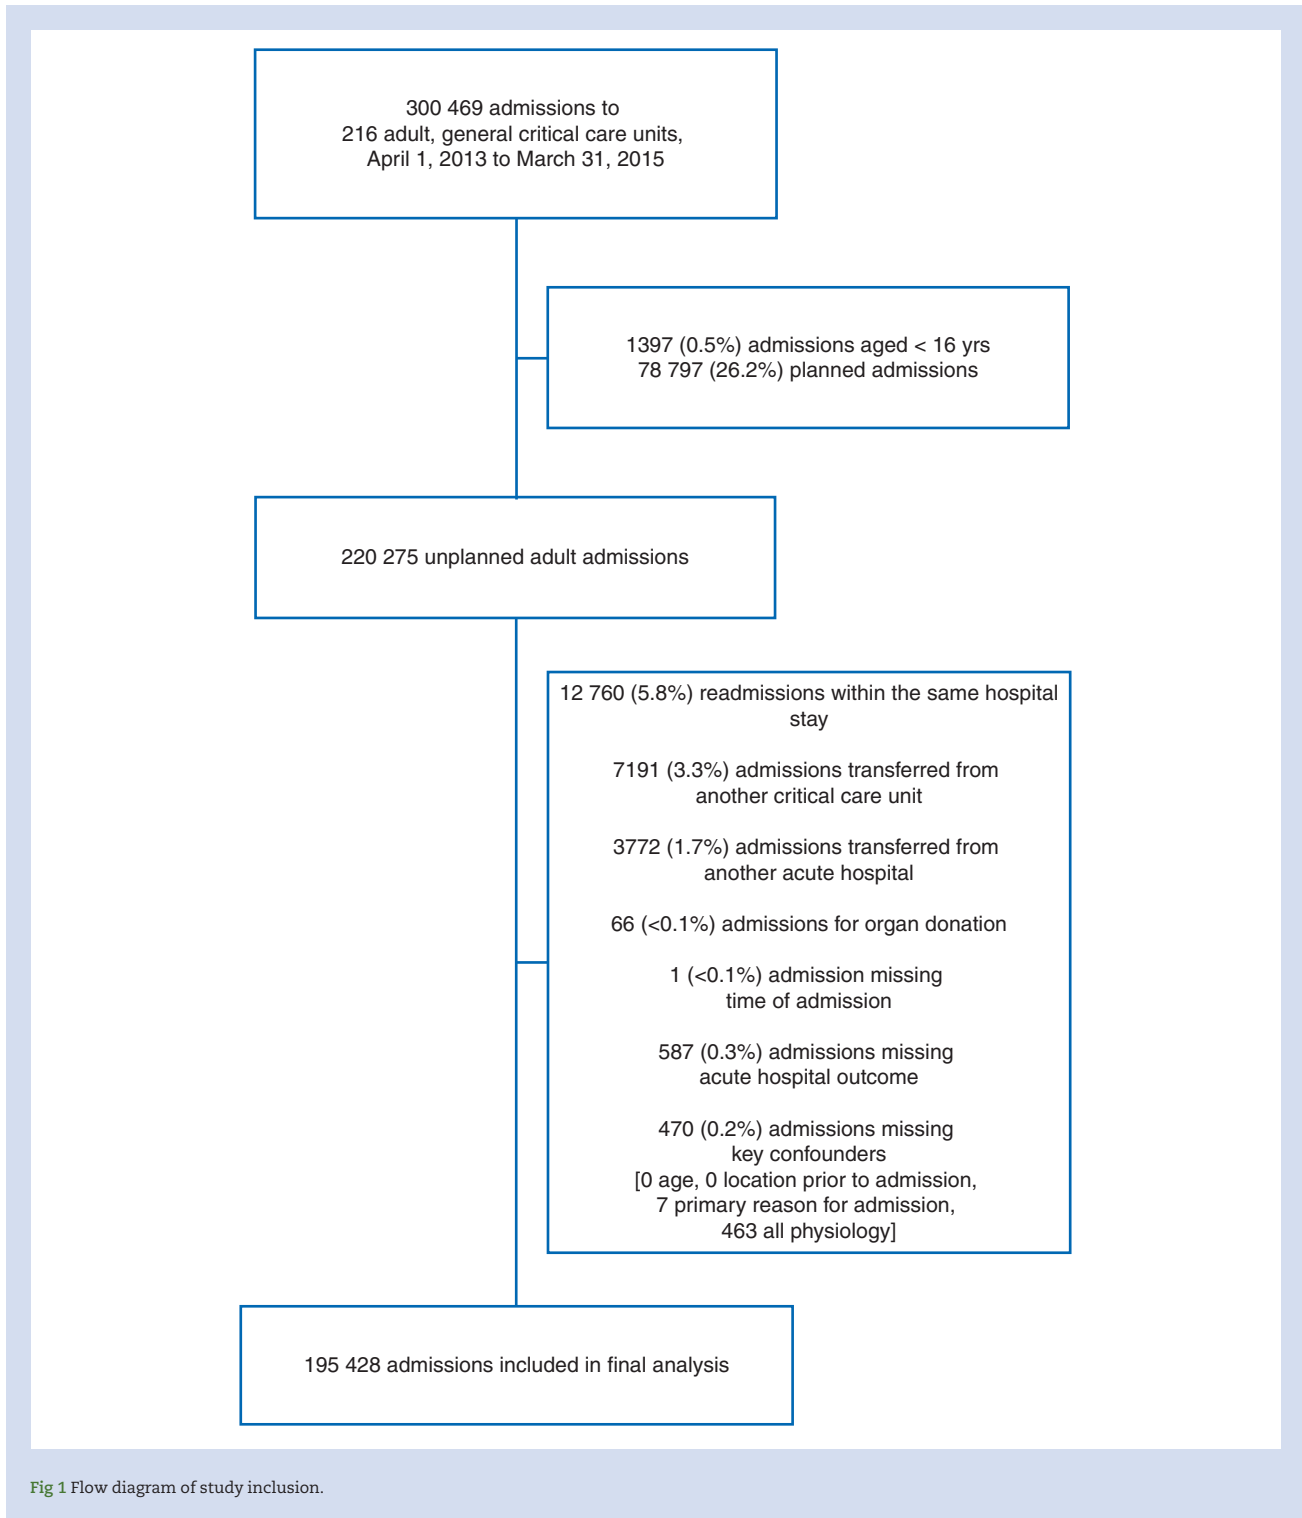 300 469 admissions to
216 adult, general critical care units,
April 1, 2013 to March 31, 2015
1397 (0.5%) admissions aged < 16 yrs
78 797 (26.2%) planned admissions
220 275 unplanned adult admissions
12 760 (5.8%) readmissions within the same hospital
stay
7191 (3.3%) admissions transferred from
another critical care unit
3772 (1.7%) admissions transferred from
another acute hospital
66 (<0.1%) admissions for organ donation
1 (<0.1%) admission missing
time of admission
587 (0.3%) admissions missing
acute hospital outcome
470 (0.2%) admissions missing
key confounders
[0 age, 0 location prior to admission,
7 primary reason for admission,
463 all physiology]
195 428 admissions included in final analysis
Fig 1 Flow diagram of study inclusion.